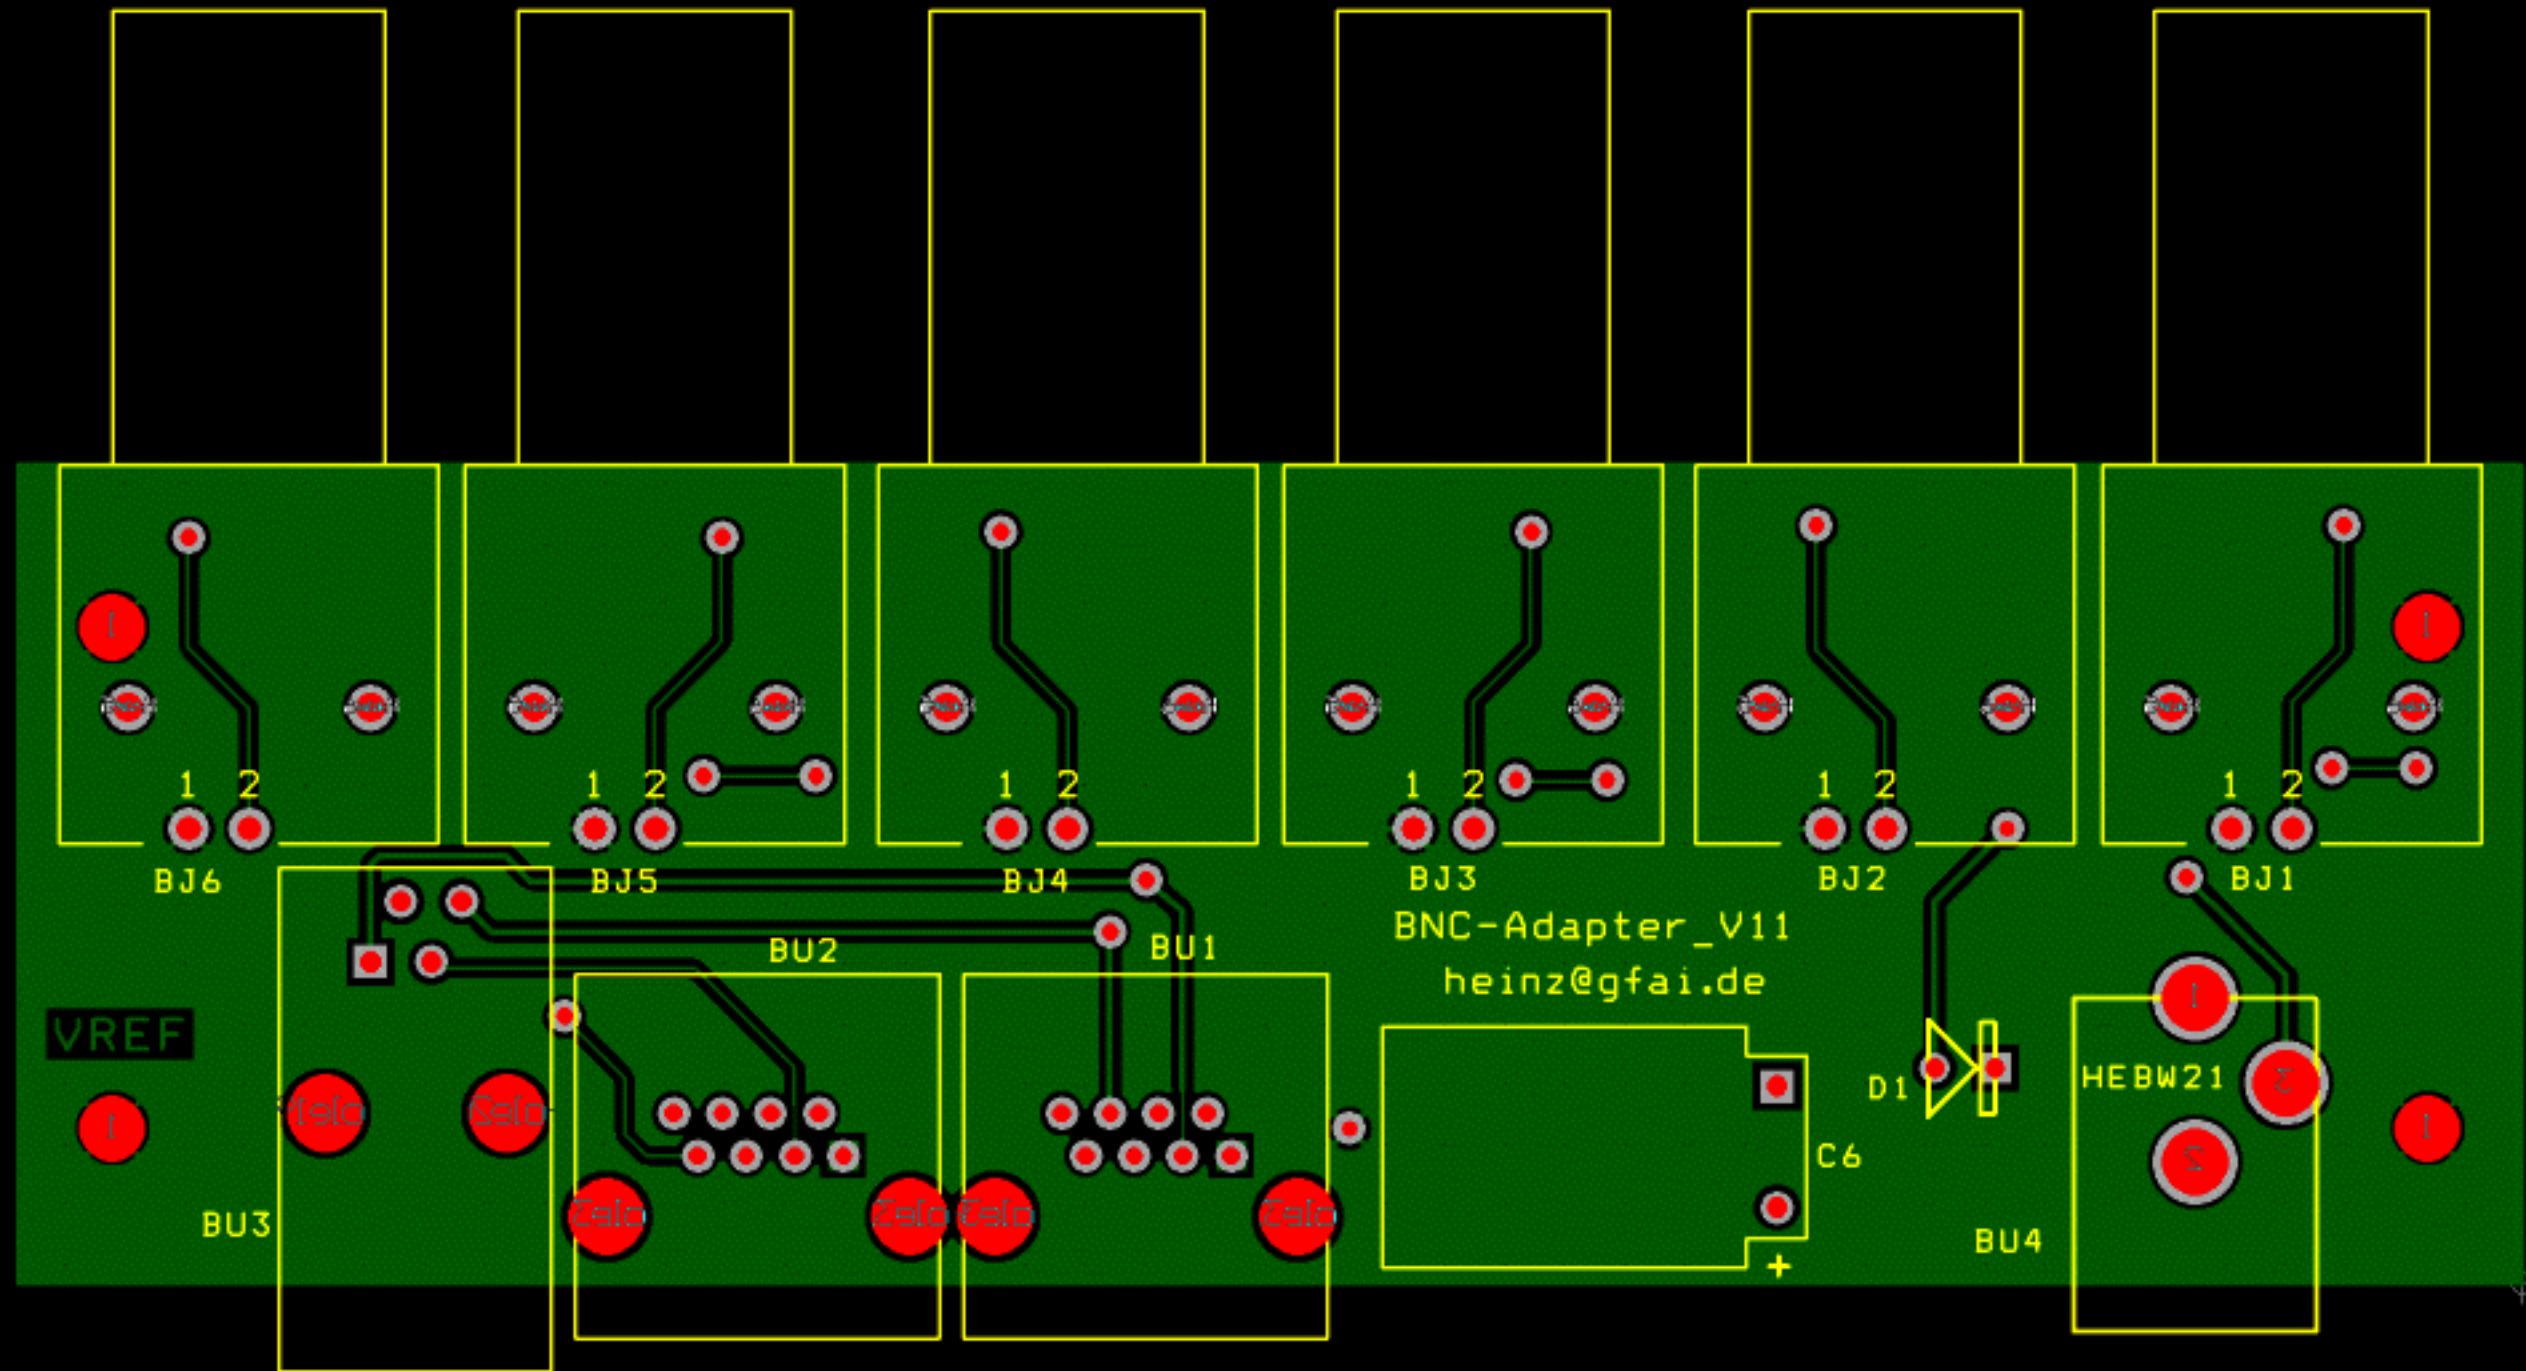 1 2 1 2 1 2 1 2 1 2 1 2
BJ6 BJ5 BJ4 BJ3 BJ2 BJ1
BNC-Adapter_V11
BU2 BU1
heinz@gfai.de
VREF
D1 HEBW21
C6
BU3 BU4
+